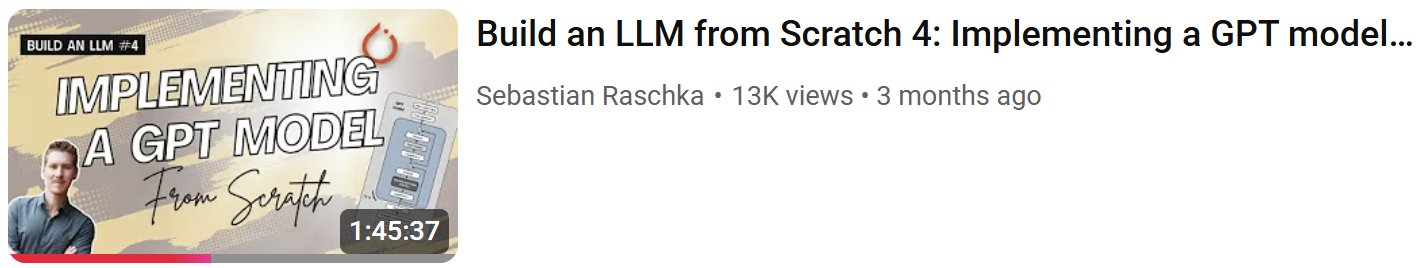 BUILD AN LLM #4
IMPLEMENTING
A GPT MODEL
From Scratch
1:45:37
Build an LLM from Scratch 4: Implementing a GPT model...
Sebastian Raschka • 13K views • 3 months ago